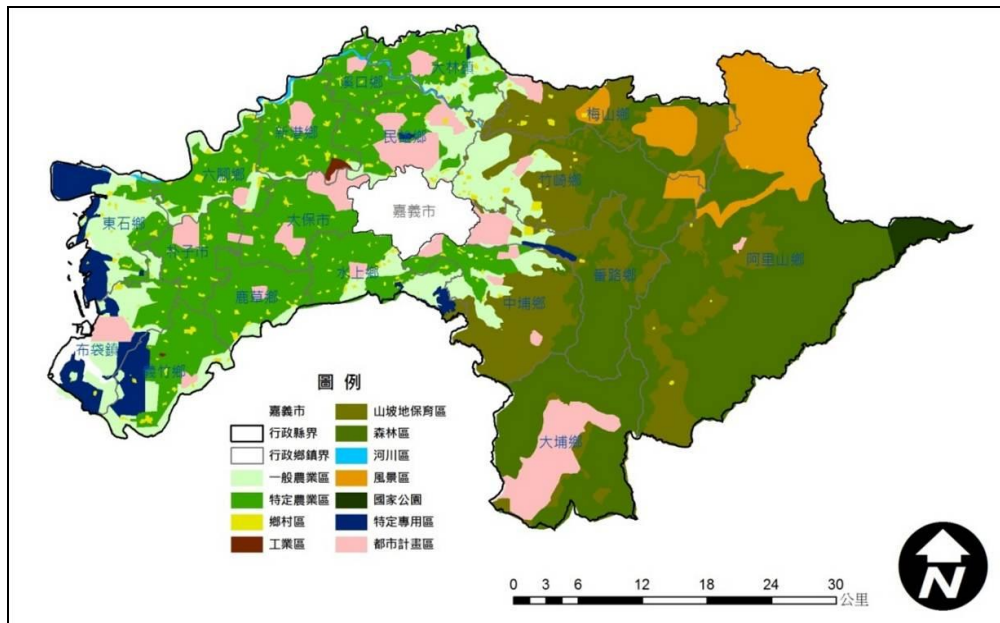 大林鎮
溪口鄉
梅山鄉
新港鄉
民雄鄉
竹崎鄉
六腳鄉
嘉義市
東石鄉
太保市
朴子市
阿里山鄉
水上鄉
番路鄉
鹿草鄉
中埔鄉
布袋鎮
義竹鄉
大埔鄉
圖 例
嘉義市
行政縣界
行政鄉鎮界
一般農業區
特定農業區
鄉村區
工業區
山坡地保育區
森林區
河川區
風景區
國家公園
特定專用區
都市計畫區
0 3 6 12 18 24 30
公里
N